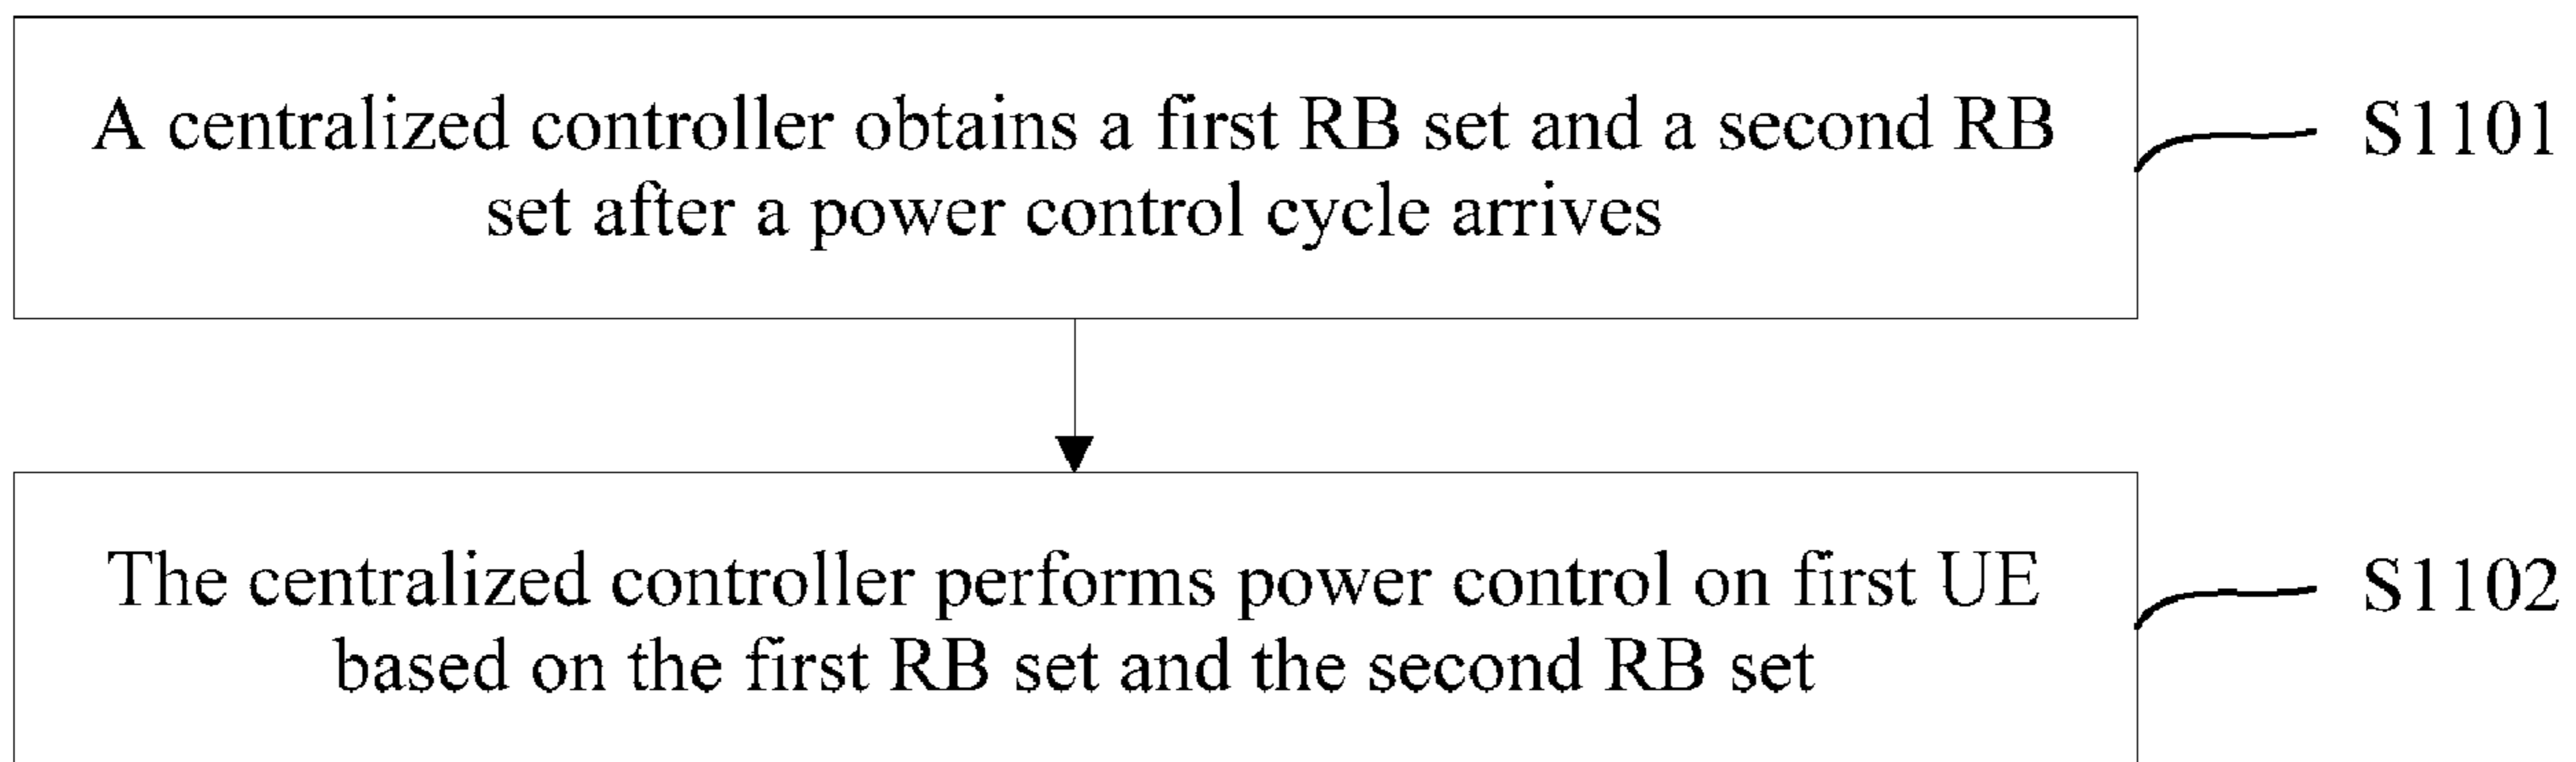 A centralized controller obtains a first RB set and a second RB
set after a power control cycle arrives
S1101
The centralized controller performs power control on first UE
based on the first RB set and the second RB set
S1102